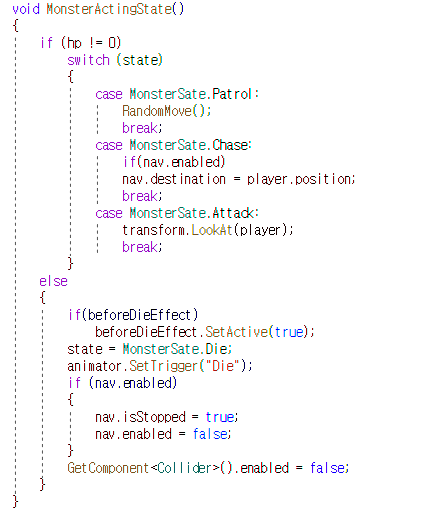 void MonsterActingState()
{
    if (hp != 0)
        switch (state)
        {
            case MonsterSate.Patrol:
                RandomMove();
                break;
            case MonsterSate.Chase:
                if(nav.enabled)
                nav.destination = player.position;
                break;
            case MonsterSate.Attack:
                transform.LookAt(player);
                break;
        }
    else
    {
        if(beforeDieEffect)
            beforeDieEffect.SetActive(true);
        state = MonsterSate.Die;
        animator.SetTrigger("Die");
        if (nav.enabled)
        {
            nav.isStopped = true;
            nav.enabled = false;
        }
        GetComponent<Collider>().enabled = false;
    }
}